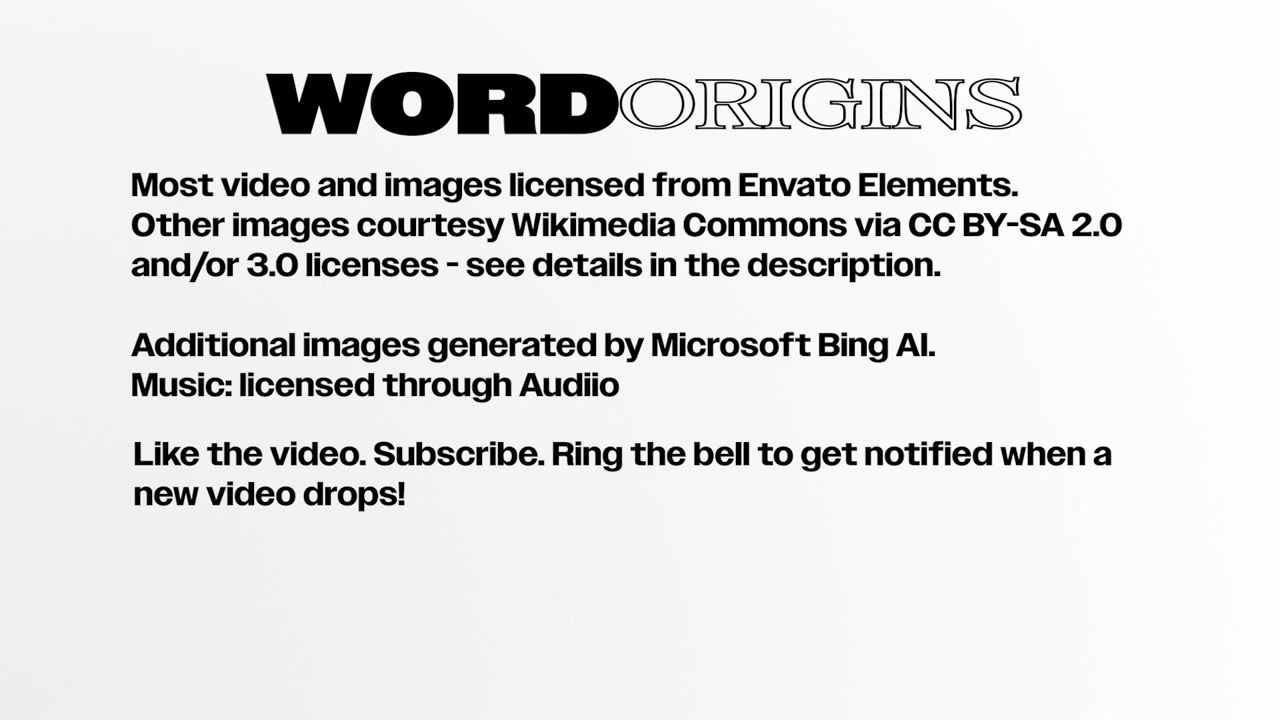 WORDORIGINS
Most video and images licensed from Envato Elements.
Other images courtesy Wikimedia Commons via CC BY-SA 2.0
and/or 3.0 licenses - see details in the description.
Additional images generated by Microsoft Bing AI.
Music: licensed through Audiio
Like the video. Subscribe. Ring the bell to get notified when a
new video drops!